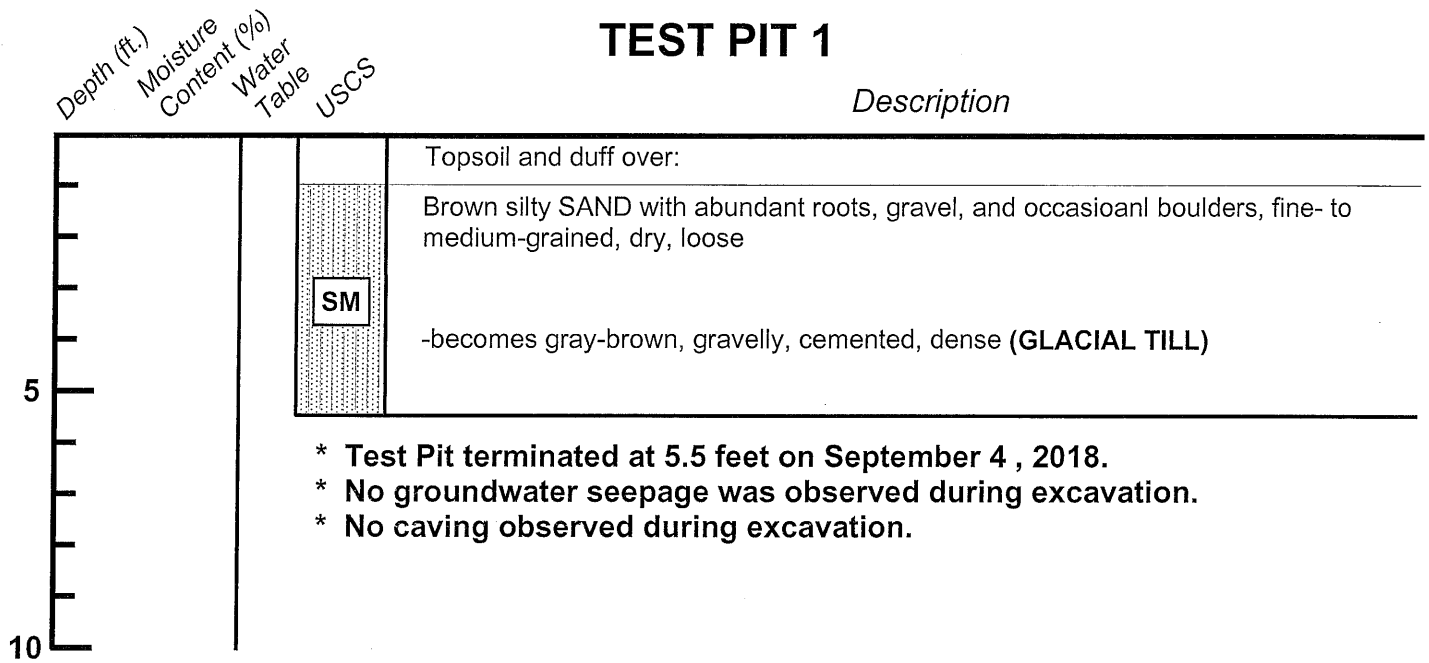 TEST PIT 1
Depth (ft.)
Moisture
Content (%)
Water
Table
USCS
Description
Topsoil and duff over:
Brown silty SAND with abundant roots, gravel, and occasioanl boulders, fine- to
medium-grained, dry, loose
SM
-becomes gray-brown, gravelly, cemented, dense (GLACIAL TILL)
5
* Test Pit terminated at 5.5 feet on September 4 , 2018.
* No groundwater seepage was observed during excavation.
* No caving observed during excavation.
10